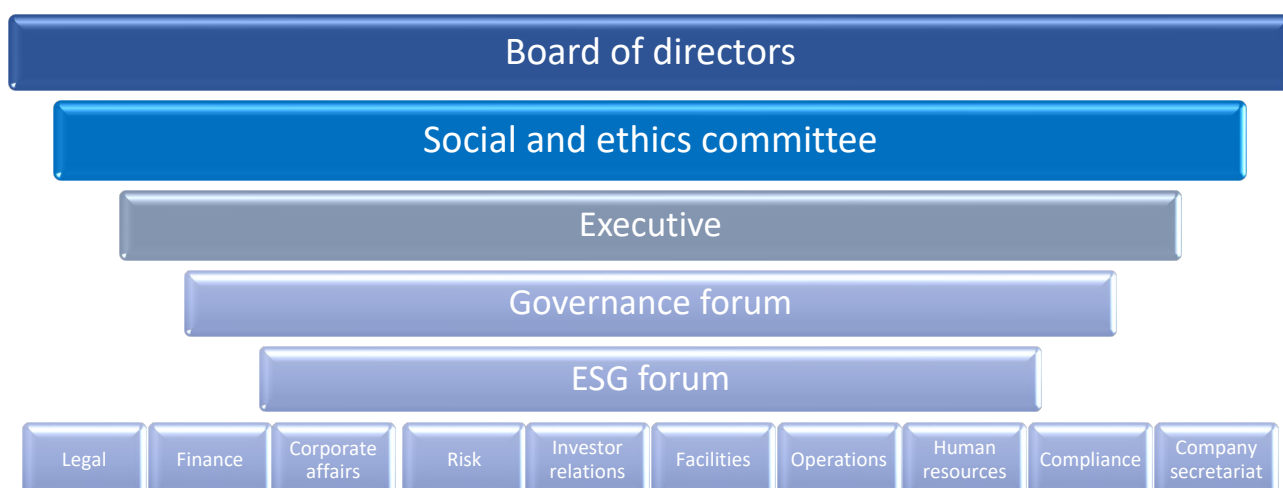 Board of directors
Social and ethics committee
Executive
Governance forum
ESG forum
Legal
Finance
Corporate
affairs
Risk
Investor
relations
Facilities
Operations
Human
resources
Compliance
Company
secretariat